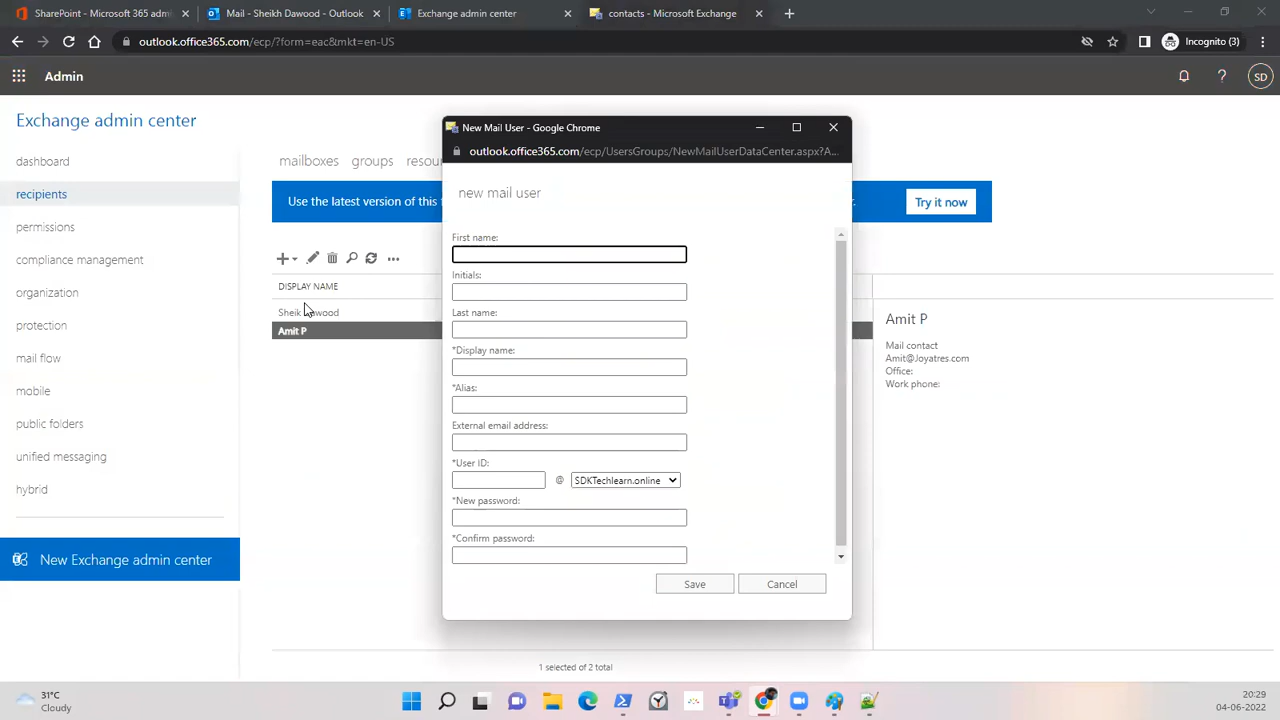 SharePoint - Microsoft 365 admin
Mail - Sheikh Dawood - Outlook
Exchange admin center
contacts - Microsoft Exchange
outlook.office365.com/ecp/?form=eac&mkt=en-US
Incognito (3)
Admin
SD
Exchange admin center
dashboard
recipients
permissions
compliance management
organization
protection
mail flow
mobile
public folders
unified messaging
hybrid
New Exchange admin center
mailboxes groups resou
Use the latest version of this f
r.
Try it now
DISPLAY NAME
Amit P
1 selected of 2 total
New Mail User - Google Chrome
outlook.office365.com/ecp/UsersGroups/NewMailUserDataCenter.aspx?A...
new mail user
First name:
Initials:
Last name:
*Display name:
*Alias:
External email address:
*User ID:
@ SDKTechlearn.online
*New password:
*Confirm password:
Save Cancel
Amit P
Mail contact
Amit@Joyatres.com
Office:
Work phone:
31°C
Cloudy
20:29
04-06-2022